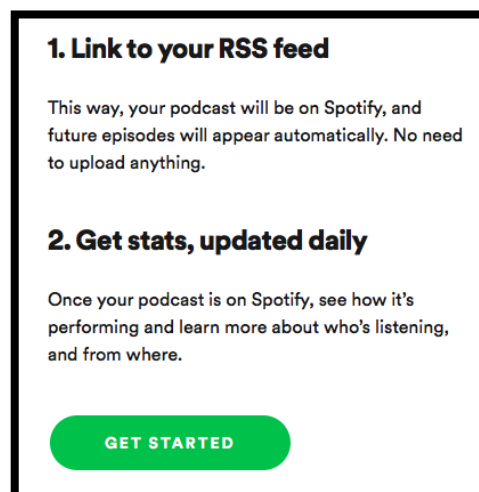 1. Link to your RSS feed
This way, your podcast will be on Spotify, and
future episodes will appear automatically. No need
to upload anything.
2. Get stats, updated daily
Once your podcast is on Spotify, see how it's
performing and learn more about who's listening,
and from where.
GET STARTED